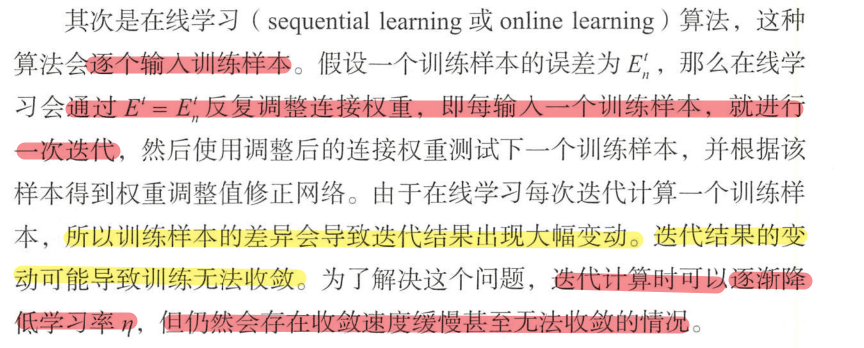 其次是在线学习（sequential learning 或 online learning）算法，这种
算法会逐个输入训练样本。假设一个训练样本的误差为 Eₙᵗ，那么在线学
习会通过 Eᵗ = Eₙᵗ 反复调整连接权重，即每输入一个训练样本，就进行
一次迭代，然后使用调整后的连接权重测试下一个训练样本，并根据该
样本得到权重调整值修正网络。由于在线学习每次迭代计算一个训练样
本，所以训练样本的差异会导致迭代结果出现大幅变动。迭代结果的变
动可能导致训练无法收敛。为了解决这个问题，迭代计算时可以逐渐降
低学习率 η，但仍然会存在收敛速度缓慢甚至无法收敛的情况。